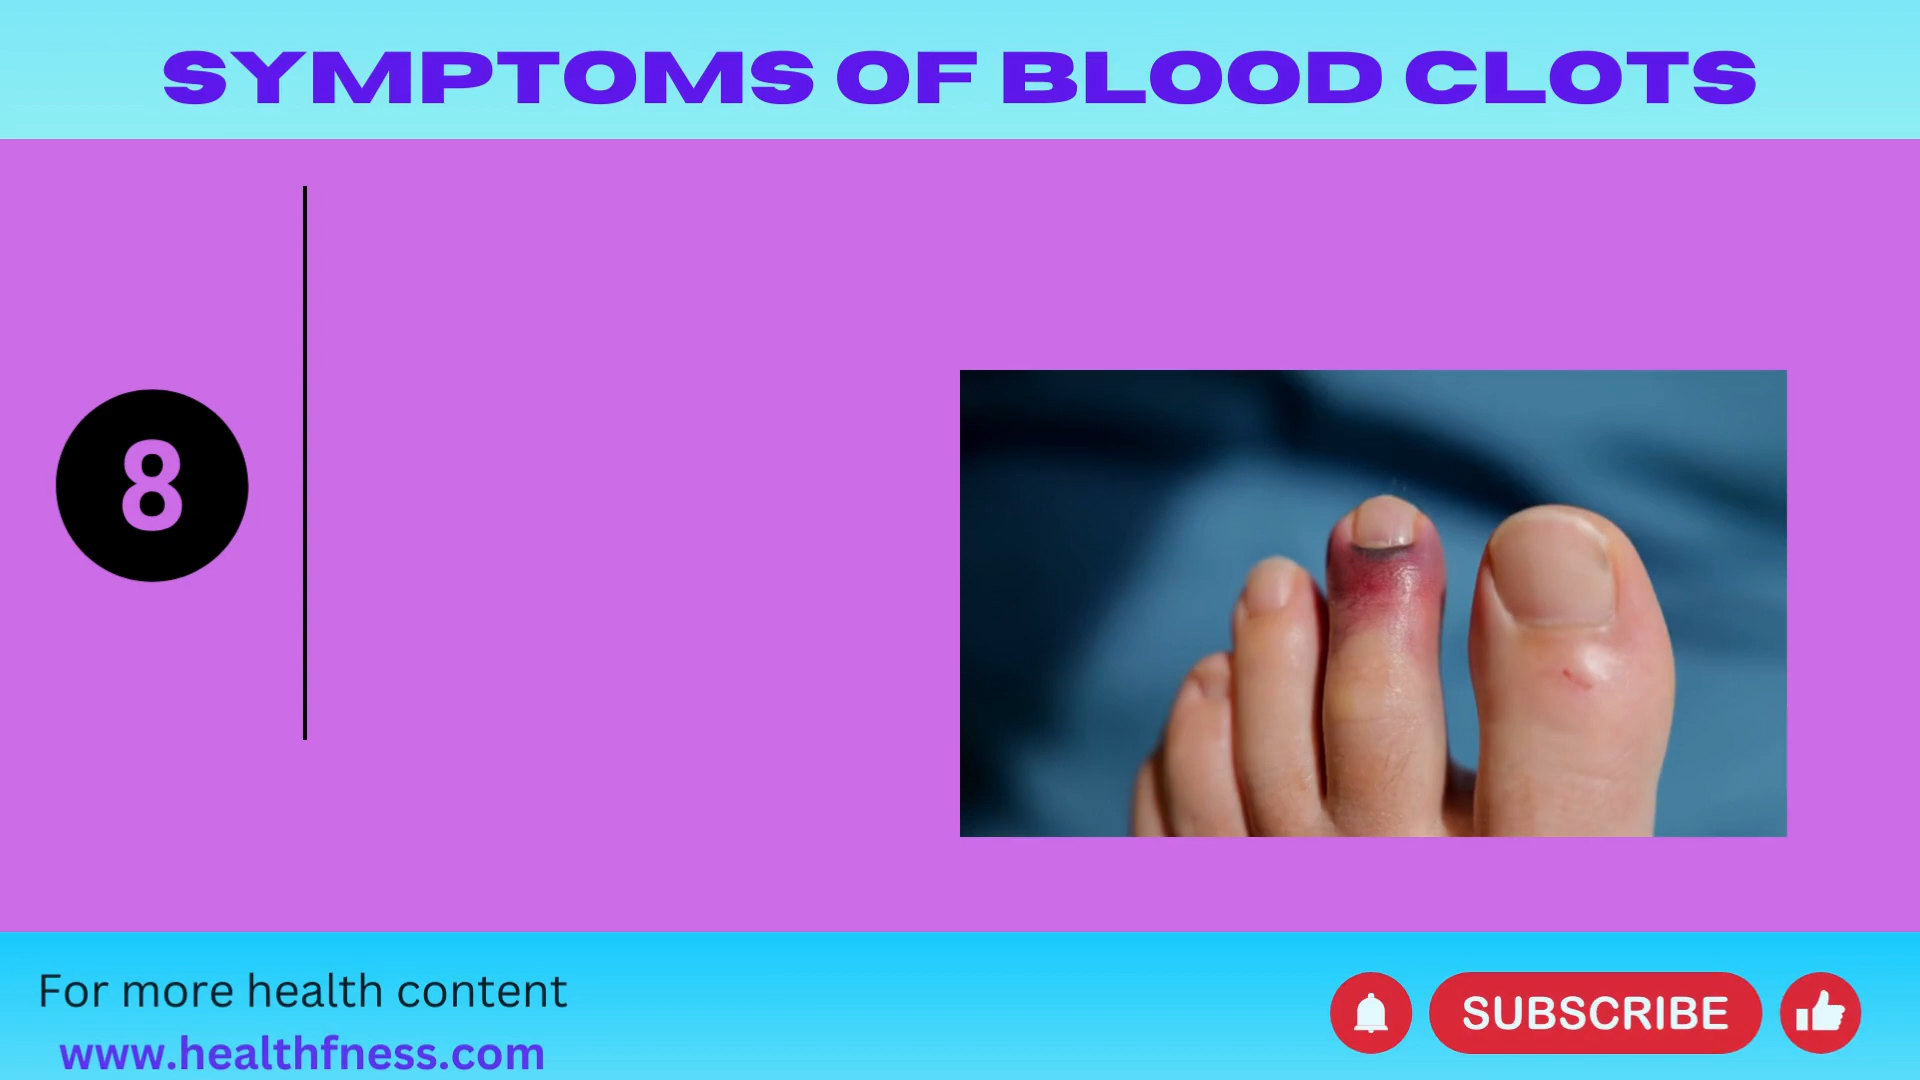 SYMPTOMS OF BLOOD CLOTS
8
For more health content
www.healthfness.com
SUBSCRIBE